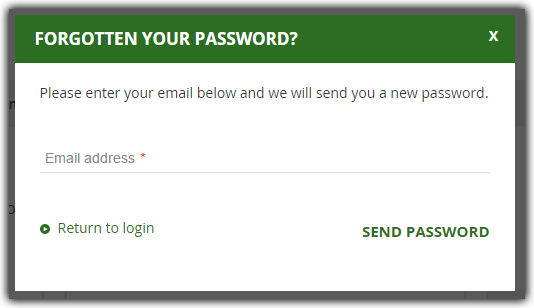 FORGOTTEN YOUR PASSWORD?
X
Please enter your email below and we will send you a new password.
Email address *
Return to login
SEND PASSWORD